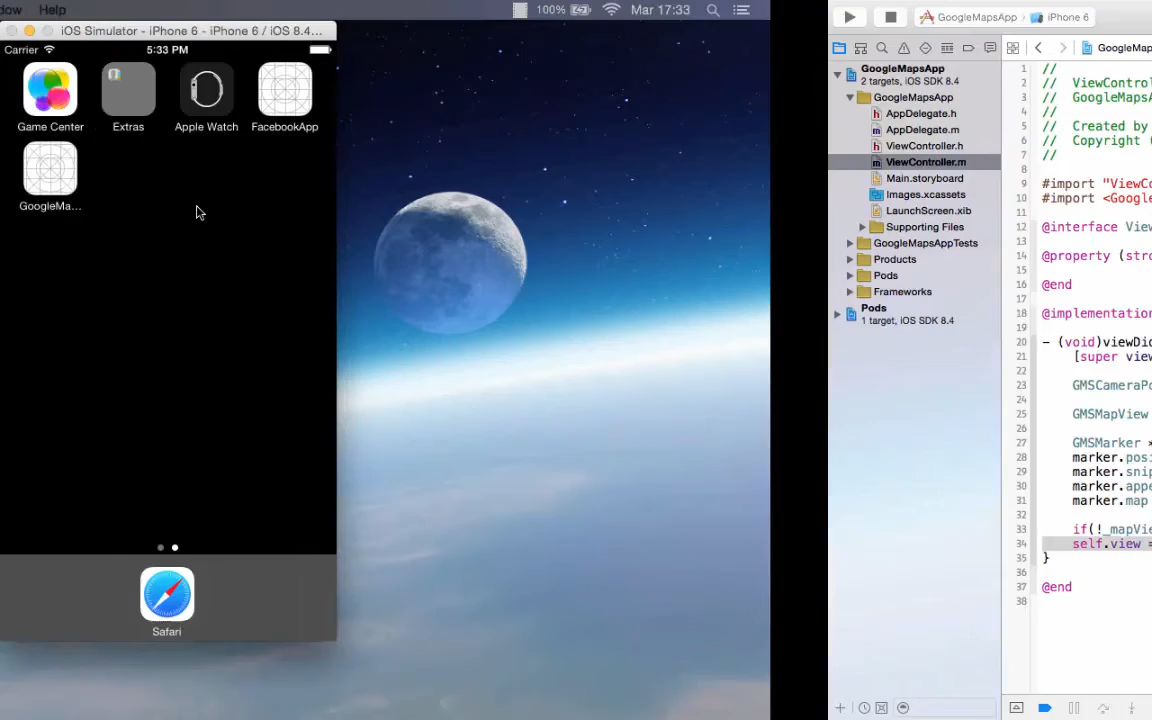 dow Help 100% Mar 17:33
iOS Simulator - iPhone 6 - iPhone 6 / iOS 8.4...
Carrier 5:33 PM
Game Center Extras Apple Watch FacebookApp
GoogleMa...
Safari
GoogleMapsApp iPhone 6
GoogleMap
GoogleMapsApp
2 targets, iOS SDK 8.4
GoogleMapsApp
h AppDelegate.h
m AppDelegate.m
h ViewController.h
m ViewController.m
Main.storyboard
Images.xcassets
LaunchScreen.xib
Supporting Files
GoogleMapsAppTests
Products
Pods
Frameworks
Pods
1 target, iOS SDK 8.4
1 //
2 // ViewControl
3 // GoogleMapsA
4 //
5 // Created by
6 // Copyright (
7 //
8
9 #import "ViewCo
10 #import <Google
11
12 @interface View
13
14 @property (stro
15
16 @end
17
18 @implementation
19
20 - (void)viewDid
21 [super view
22
23 GMSCameraPo
24
25 GMSMapView
26
27 GMSMarker *
28 marker.posi
29 marker.snip
30 marker.appe
31 marker.map
32
33 if(!_mapVie
34 self.view =
35 }
36
37 @end
38